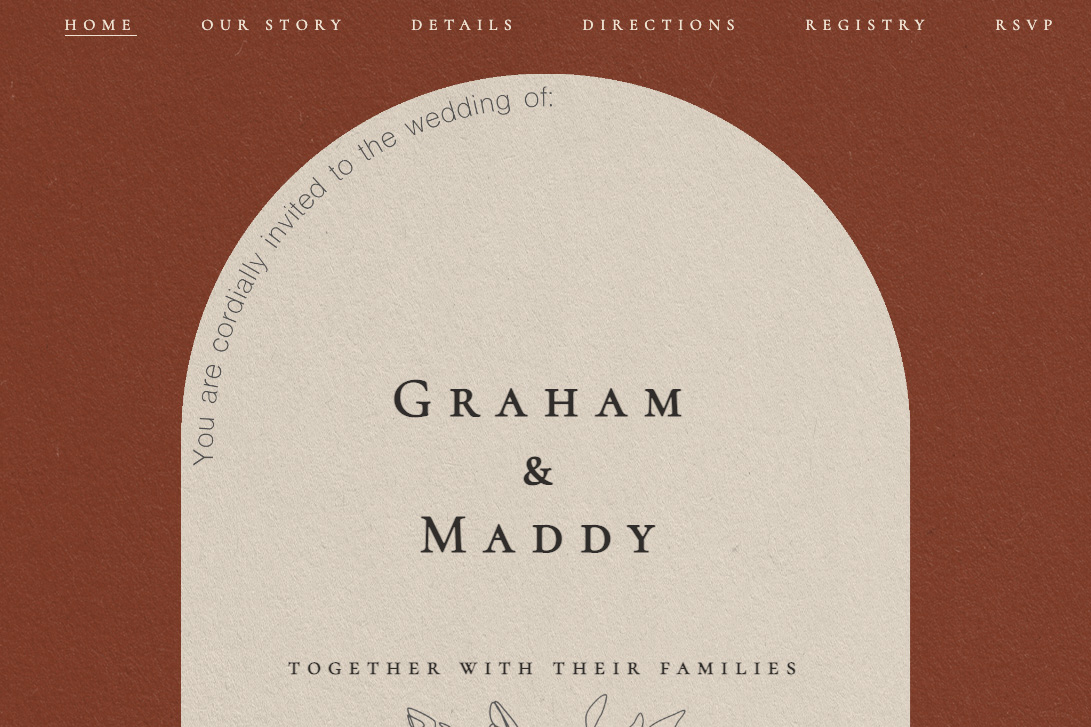 HOME OUR STORY DETAILS DIRECTIONS REGISTRY RSVP
You are cordially invited to the wedding of:
GRAHAM
&
MADDY
TOGETHER WITH THEIR FAMILIES